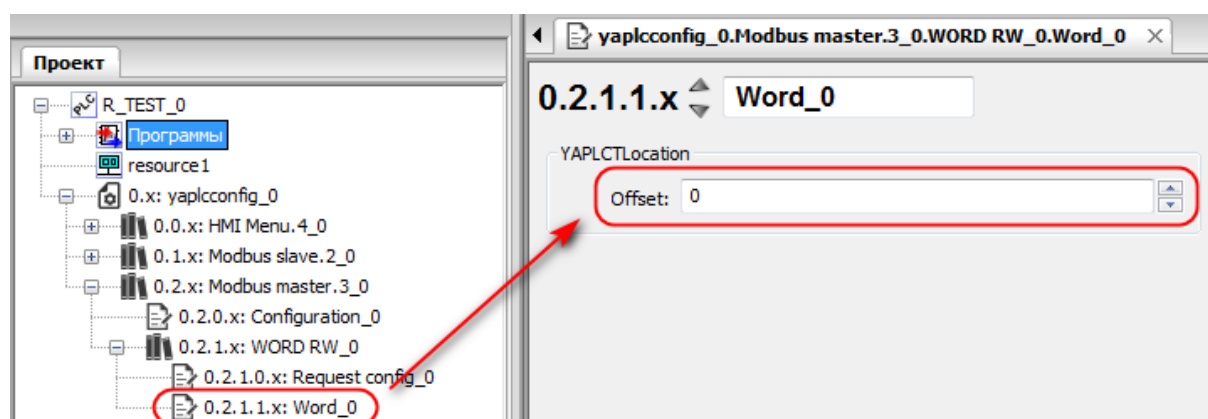 Проект
R_TEST_0
Программы
resource1
0.x: yaplcconfig_0
0.0.x: HMI Menu.4_0
0.1.x: Modbus slave.2_0
0.2.x: Modbus master.3_0
0.2.0.x: Configuration_0
0.2.1.x: WORD RW_0
0.2.1.0.x: Request config_0
0.2.1.1.x: Word_0
yaplcconfig_0.Modbus master.3_0.WORD RW_0.Word_0
0.2.1.1.x Word_0
YAPLCTLocation
Offset: 0